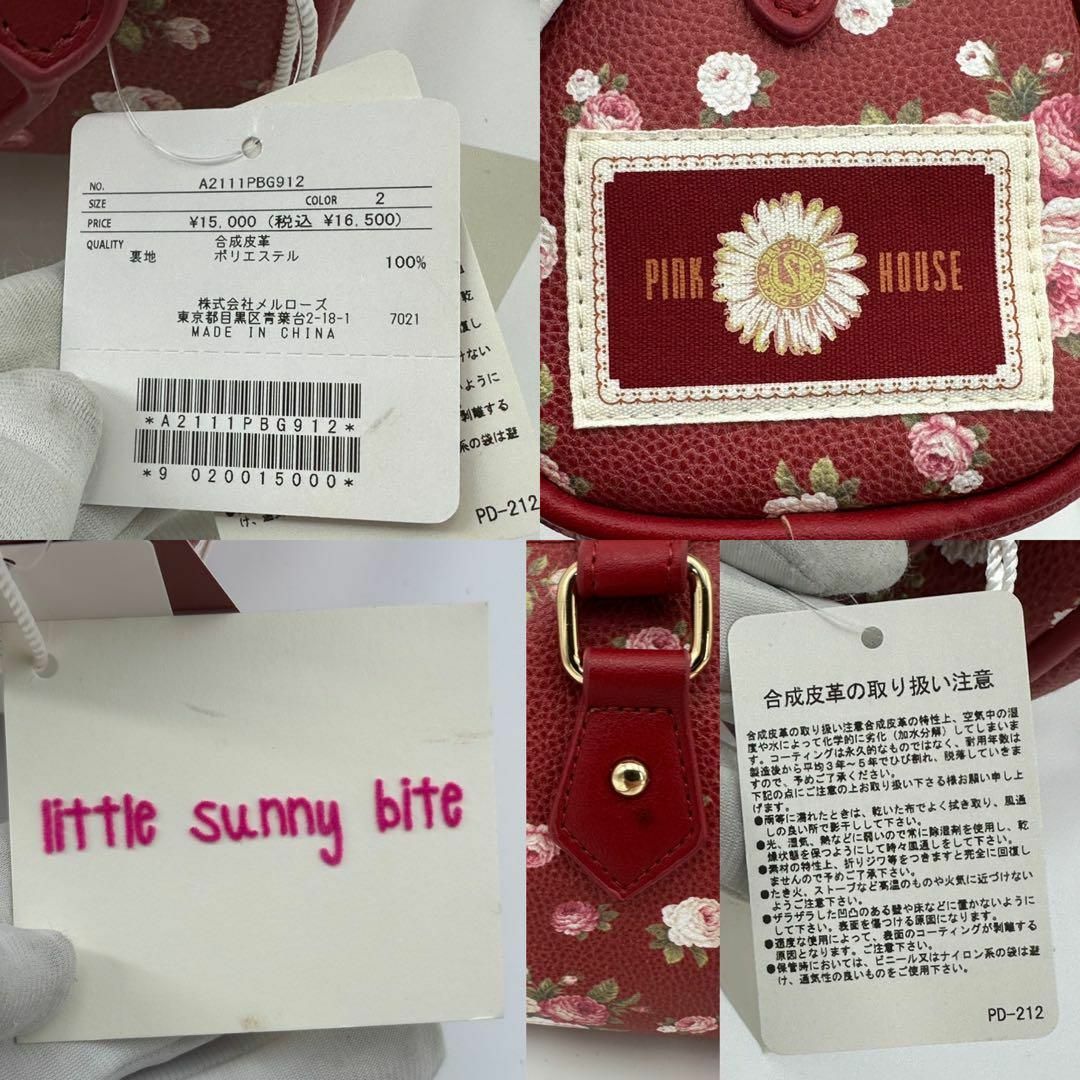 NO. A2111PBG912
SIZE COLOR 2
PRICE ¥15,000 (税込 ¥16,500)
QUALITY 合成皮革
裏地 ポリエステル 100%
株式会社メルローズ
東京都目黒区青葉台2-18-1 7021
MADE IN CHINA
*A2111PBG912*
*9 020015000*
PD-212
PINK HOUSE
little sunny bite
合成皮革の取り扱い注意
合成皮革の取り扱い注意合成皮革の特性上、空気中の湿
度や水によって化学的に劣化（加水分解）してしまいま
す。コーティングは永久的なものではなく、耐用年数は
製造後から平均3年～5年でひび割れ、脱落していきま
すので、予めご了承ください。
下記の点にご注意の上お取り扱い下さる様お願い申し上
げます。
●雨等に濡れたときは、乾いた布でよく拭き取り、風通
しの良い所で影干しして下さい。
●光、湿気、熱などに弱いので常に除湿剤を使用し、乾
燥状態を保つようにして時々風通しをして下さい。
●素材の特性上、折りジワ等をつきますと完全に回復し
ませんので予めご了承下さい。
●たき火、ストーブなど高温のものや火気に近づけない
ようご注意下さい。
●ザラザラした凹凸のある壁や床などに置かないように
して下さい。表面を傷つける原因になります。
●過度な使用によって、表面のコーティングが剥離する
原因となります。ご注意下さい。
●保管時においては、ビニール又はナイロン系の袋は避
け、通気性の良いものをご使用下さい。
PD-212